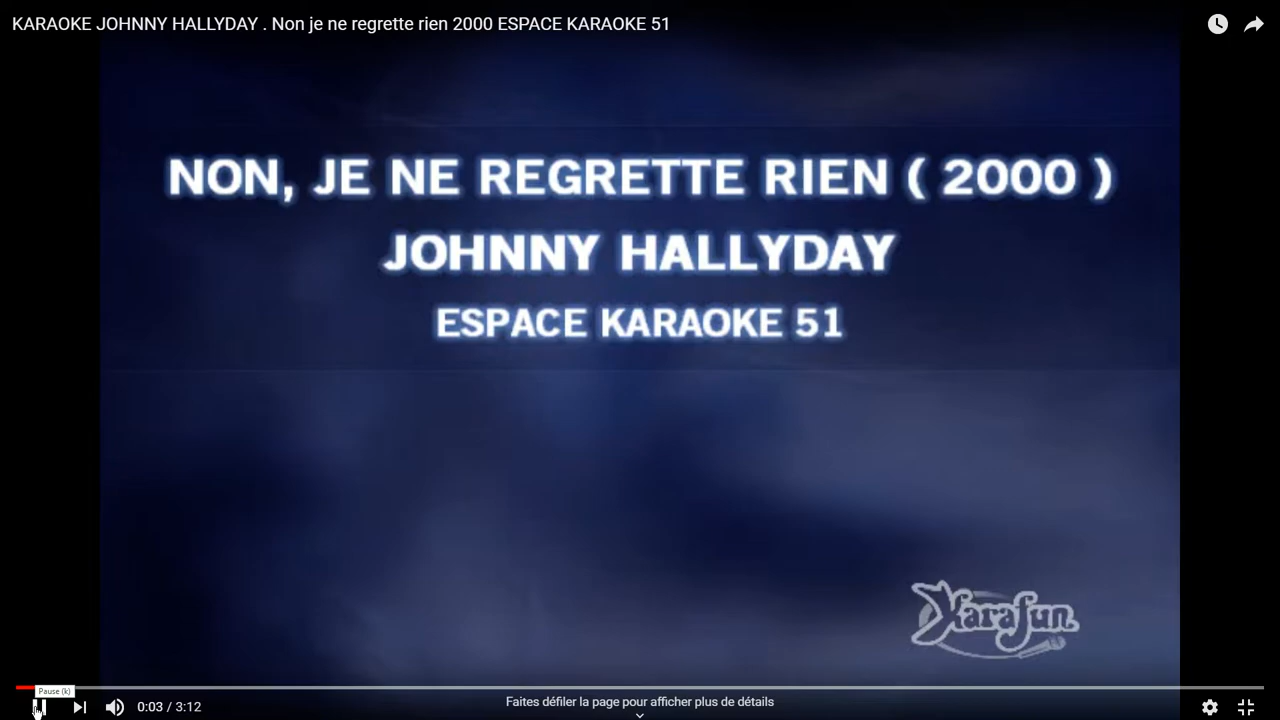 KARAOKE JOHNNY HALLYDAY . Non je ne regrette rien 2000 ESPACE KARAOKE 51
NON, JE NE REGRETTE RIEN ( 2000 )
JOHNNY HALLYDAY
ESPACE KARAOKE 51
Karafun
Pause (k)
0:03 / 3:12
Faites défiler la page pour afficher plus de détails